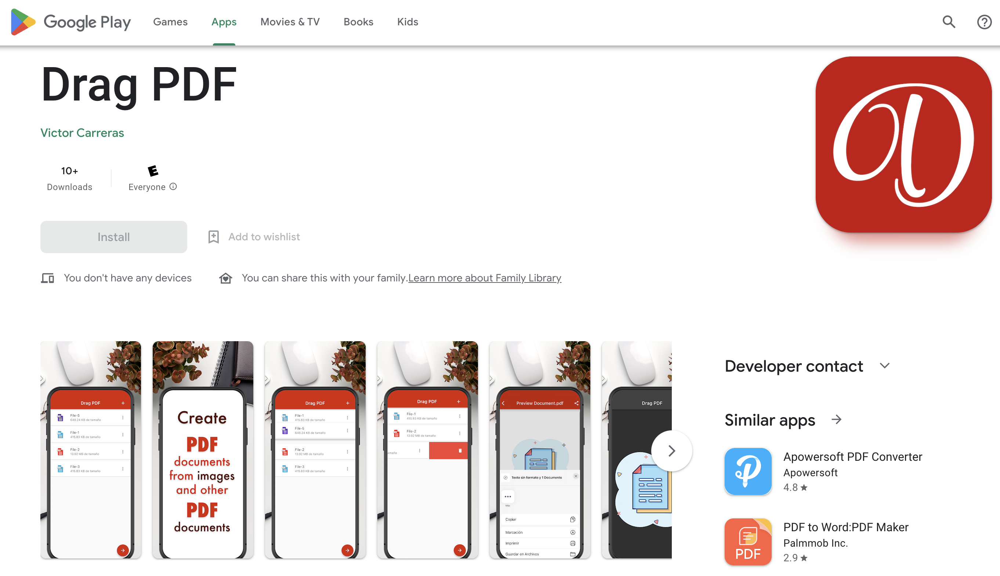 Google Play
Games
Apps
Movies & TV
Books
Kids
Drag PDF
Victor Carreras
10+
Downloads
E
Everyone
Install
Add to wishlist
You don't have any devices
You can share this with your family.Learn more about Family Library
Drag PDF +
File-5
648.24 KB de tamaño
File-1
415.83 KB de tamaño
File-2
13.92 MB de tamaño
File-3
415.83 KB de tamaño
Create
PDF
documents
from images
and other
PDF
documents
Drag PDF +
File-1
415.83 KB de tamaño
File-5
648.24 KB de tamaño
File-2
13.92 MB de tamaño
File-3
415.83 KB de tamaño
Drag PDF +
File-1
415.83 KB de tamaño
File-2
13.92 MB de tamaño
amaño
Preview Document.pdf
Texto sin formato y 1 Documento
Más
Copiar
Marcación
Imprimir
Guardar en Archivos
Drag PDF
Developer contact
Similar apps
Apowersoft PDF Converter
Apowersoft
4.8★
PDF
PDF to Word:PDF Maker
Palmmob Inc.
2.9★